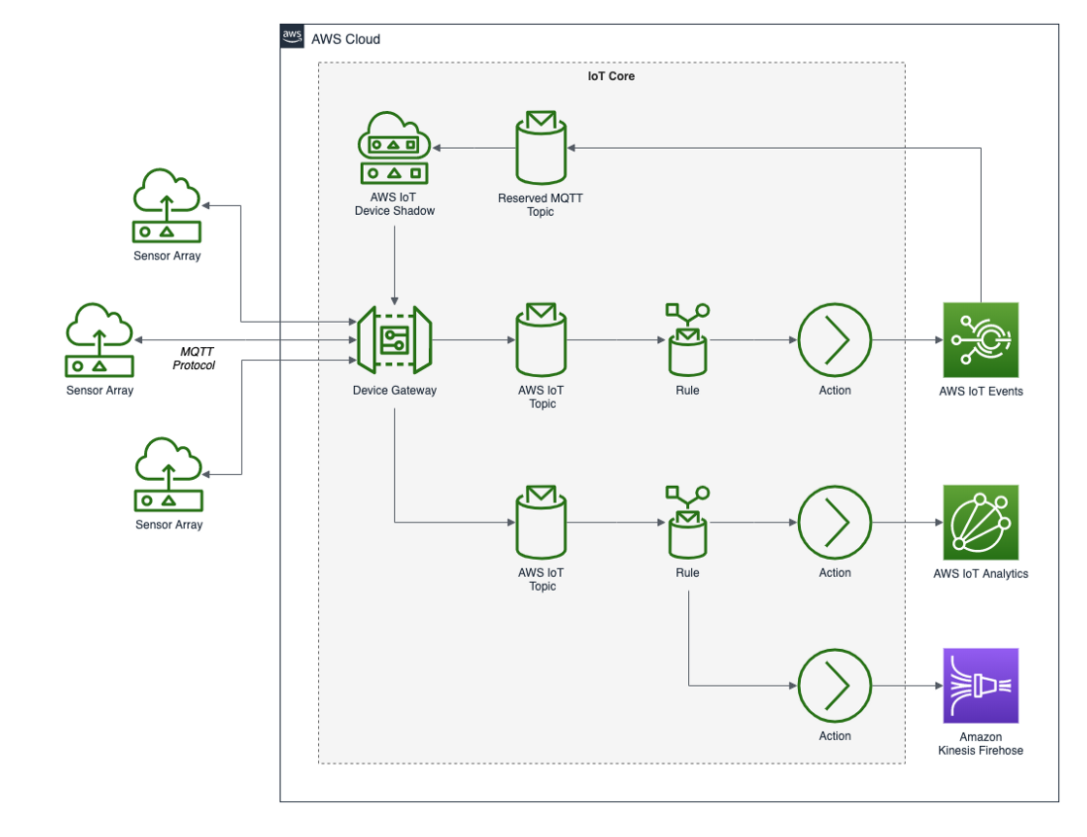 aws
AWS Cloud
IoT Core
AWS IoT
Device Shadow
Reserved MQTT
Topic
Sensor Array
Sensor Array
MQTT
Protocol
Device Gateway
AWS IoT
Topic
Rule
Action
AWS IoT Events
Sensor Array
AWS IoT
Topic
Rule
Action
AWS IoT Analytics
Action
Amazon
Kinesis Firehose